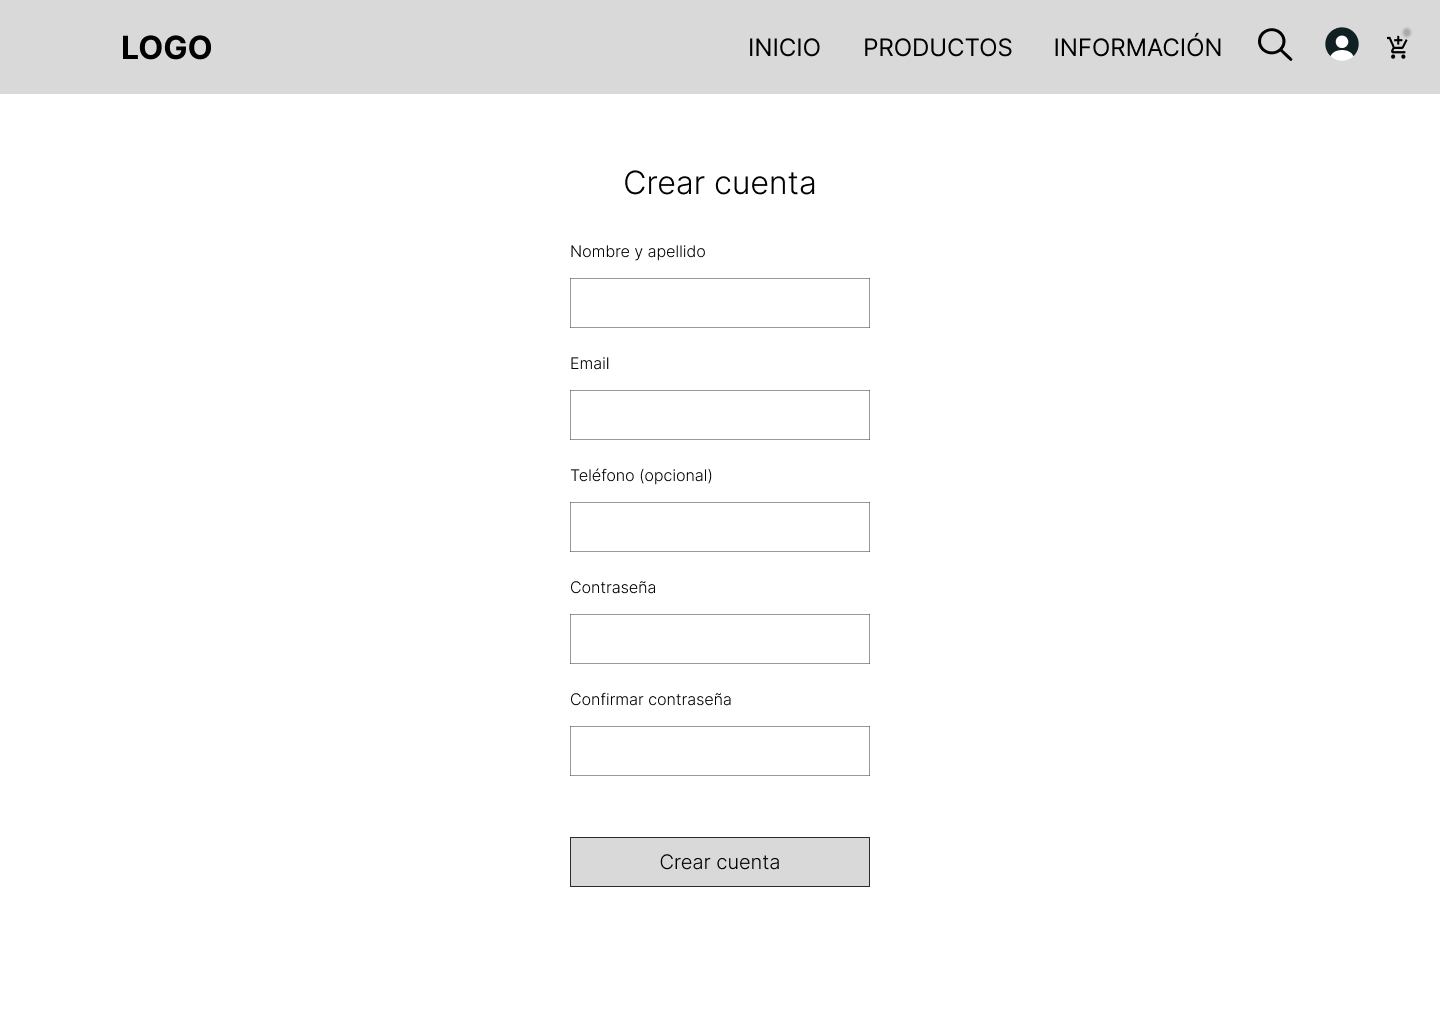 LOGO
INICIO PRODUCTOS INFORMACIÓN
Crear cuenta
Nombre y apellido
Email
Teléfono (opcional)
Contraseña
Confirmar contraseña
Crear cuenta